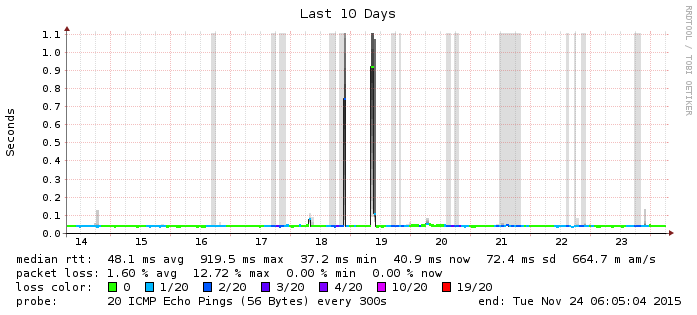 Last 10 Days
RRDTOOL / TOBI OETIKER
Seconds
1.1
1.0
0.9
0.8
0.7
0.6
0.5
0.4
0.3
0.2
0.1
0.0
14 15 16 17 18 19 20 21 22 23
median rtt: 48.1 ms avg 919.5 ms max 37.2 ms min 40.9 ms now 72.4 ms sd 664.7 m am/s
packet loss: 1.60 % avg 12.72 % max 0.00 % min 0.00 % now
loss color: 0 1/20 2/20 3/20 4/20 10/20 19/20
probe: 20 ICMP Echo Pings (56 Bytes) every 300s end: Tue Nov 24 06:05:04 2015